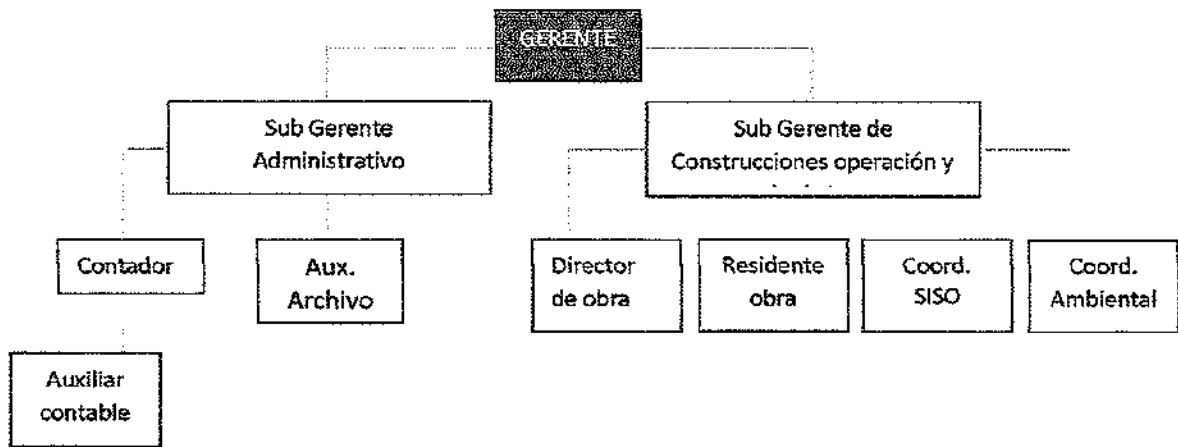 GERENTE
Sub Gerente
Administrativo
Sub Gerente de
Construcciones operación y
Contador
Aux.
Archivo
Director
de obra
Residente
obra
Coord.
SISO
Coord.
Ambiental
Auxiliar
contable